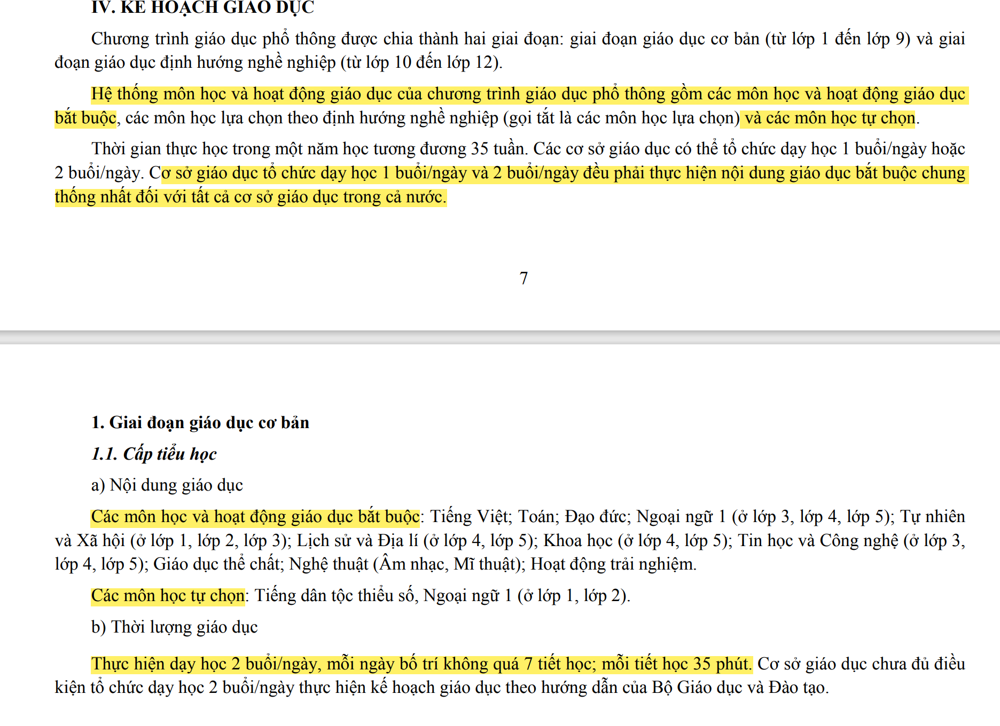 IV. KẾ HOẠCH GIÁO DỤC
Chương trình giáo dục phổ thông được chia thành hai giai đoạn: giai đoạn giáo dục cơ bản (từ lớp 1 đến lớp 9) và giai
đoạn giáo dục định hướng nghề nghiệp (từ lớp 10 đến lớp 12).
Hệ thống môn học và hoạt động giáo dục của chương trình giáo dục phổ thông gồm các môn học và hoạt động giáo dục
bắt buộc, các môn học lựa chọn theo định hướng nghề nghiệp (gọi tắt là các môn học lựa chọn) và các môn học tự chọn.
Thời gian thực học trong một năm học tương đương 35 tuần. Các cơ sở giáo dục có thể tổ chức dạy học 1 buổi/ngày hoặc
2 buổi/ngày. Cơ sở giáo dục tổ chức dạy học 1 buổi/ngày và 2 buổi/ngày đều phải thực hiện nội dung giáo dục bắt buộc chung
thống nhất đối với tất cả cơ sở giáo dục trong cả nước.
7
1. Giai đoạn giáo dục cơ bản
1.1. Cấp tiểu học
a) Nội dung giáo dục
Các môn học và hoạt động giáo dục bắt buộc: Tiếng Việt; Toán; Đạo đức; Ngoại ngữ 1 (ở lớp 3, lớp 4, lớp 5); Tự nhiên
và Xã hội (ở lớp 1, lớp 2, lớp 3); Lịch sử và Địa lí (ở lớp 4, lớp 5); Khoa học (ở lớp 4, lớp 5); Tin học và Công nghệ (ở lớp 3,
lớp 4, lớp 5); Giáo dục thể chất; Nghệ thuật (Âm nhạc, Mĩ thuật); Hoạt động trải nghiệm.
Các môn học tự chọn: Tiếng dân tộc thiểu số, Ngoại ngữ 1 (ở lớp 1, lớp 2).
b) Thời lượng giáo dục
Thực hiện dạy học 2 buổi/ngày, mỗi ngày bố trí không quá 7 tiết học; mỗi tiết học 35 phút. Cơ sở giáo dục chưa đủ điều
kiện tổ chức dạy học 2 buổi/ngày thực hiện kế hoạch giáo dục theo hướng dẫn của Bộ Giáo dục và Đào tạo.